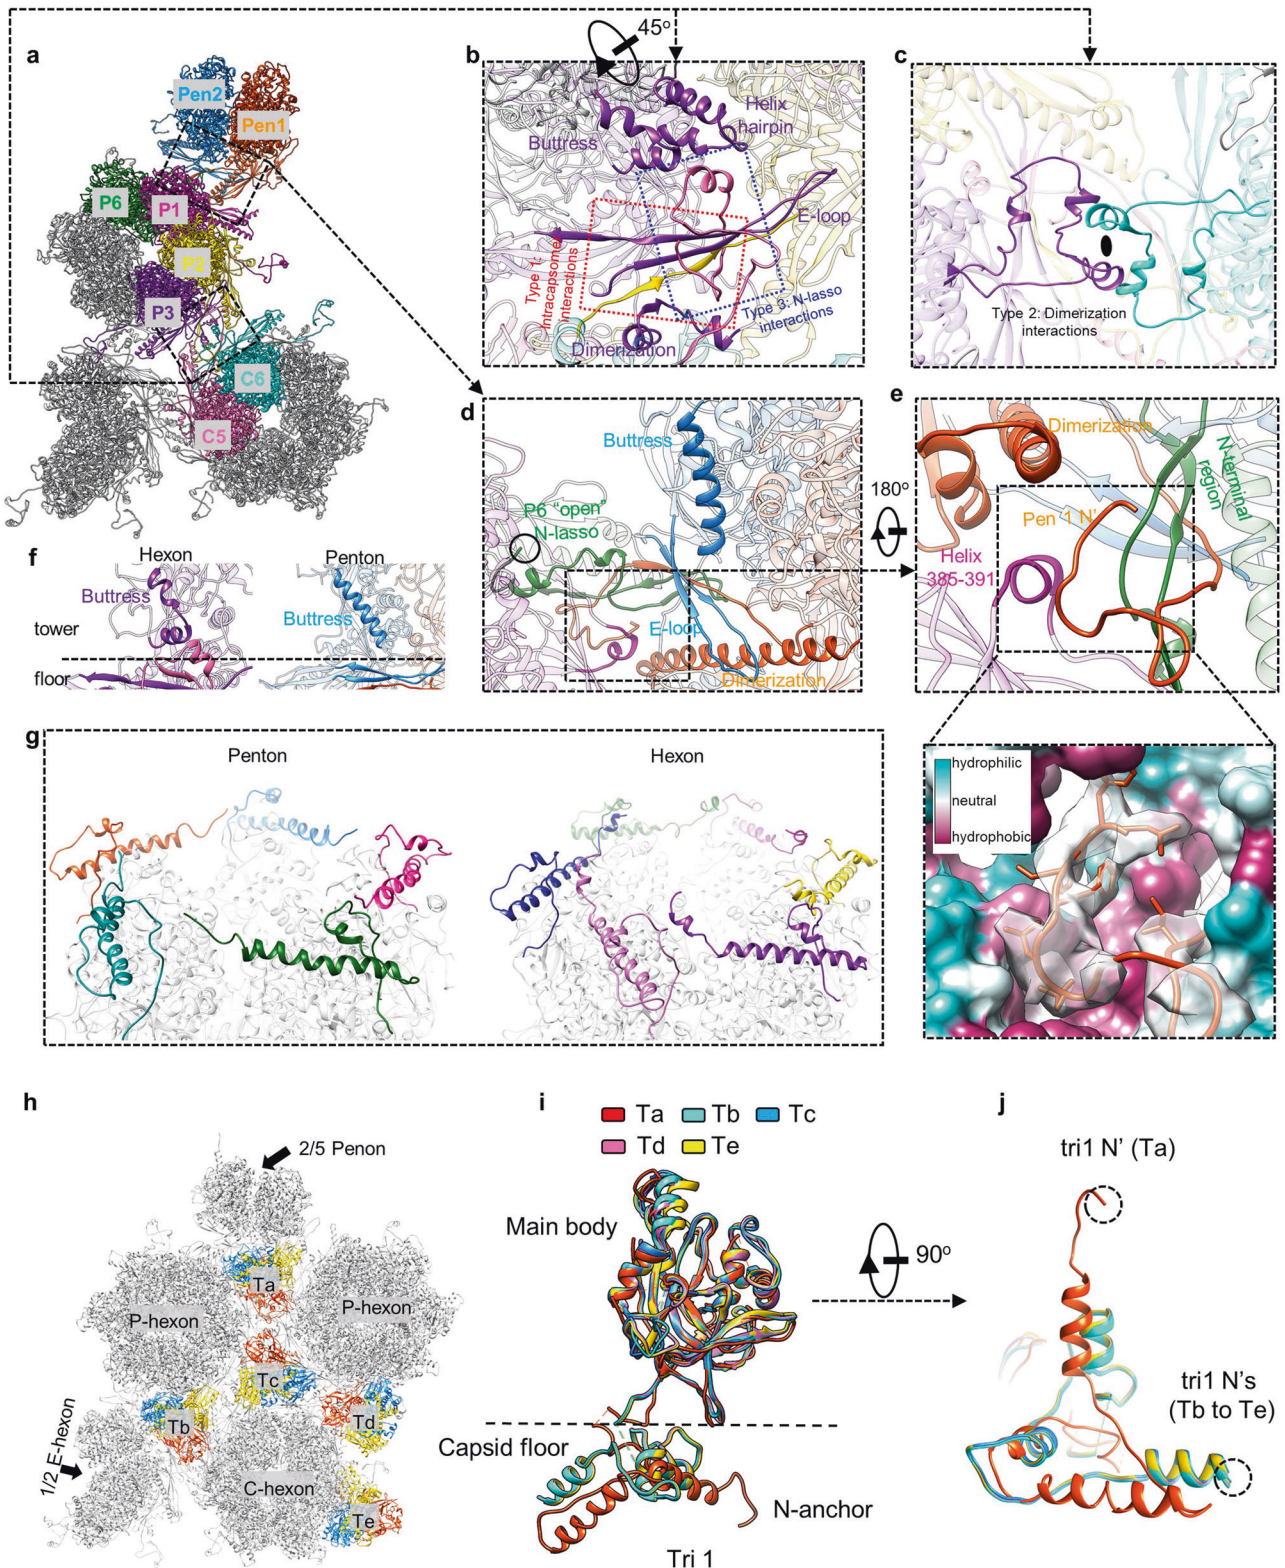 a
Pen2
Pen1
P6
P1
P2
P3
C6
C5
b
45°
Buttress
Helix
hairpin
E-loop
Type 1:
Intracapsomer
interactions
Type 3: N-lasso
interactions
Dimerization
c
Type 2: Dimerization
interactions
d
Buttress
P6 "open"
N-lasso
E-loop
Dimerization
180°
e
Dimerization
N-terminal
region
Pen 1 N'
Helix
385-391
hydrophilic
neutral
hydrophobic
f
Hexon
Penton
Buttress
Buttress
tower
floor
g
Penton
Hexon
h
2/5 Penon
Ta
P-hexon
P-hexon
Tc
Tb
Td
1/2 E-hexon
C-hexon
Te
i
Ta
Tb
Tc
Td
Te
Main body
Capsid floor
N-anchor
Tri 1
90°
j
tri1 N' (Ta)
tri1 N's
(Tb to Te)